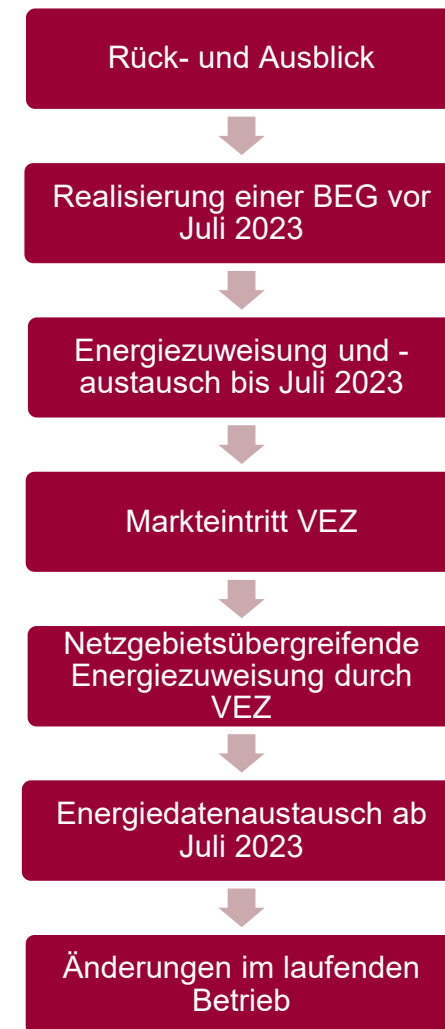 Rück- und Ausblick
Realisierung einer BEG vor
Juli 2023
Energiezuweisung und -
austausch bis Juli 2023
Markteintritt VEZ
Netzgebietsübergreifende
Energiezuweisung durch
VEZ
Energiedatenaustausch ab
Juli 2023
Änderungen im laufenden
Betrieb